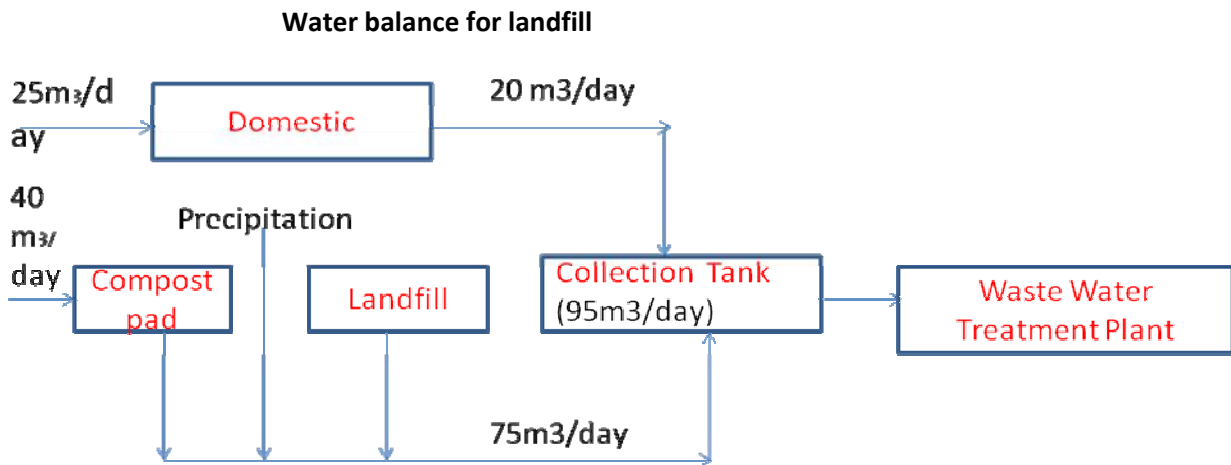 Water balance for landfill
25m3/d
ay
Domestic
20 m3/day
40
m3/
day
Precipitation
Compost
pad
Landfill
Collection Tank
(95m3/day)
Waste Water
Treatment Plant
75m3/day